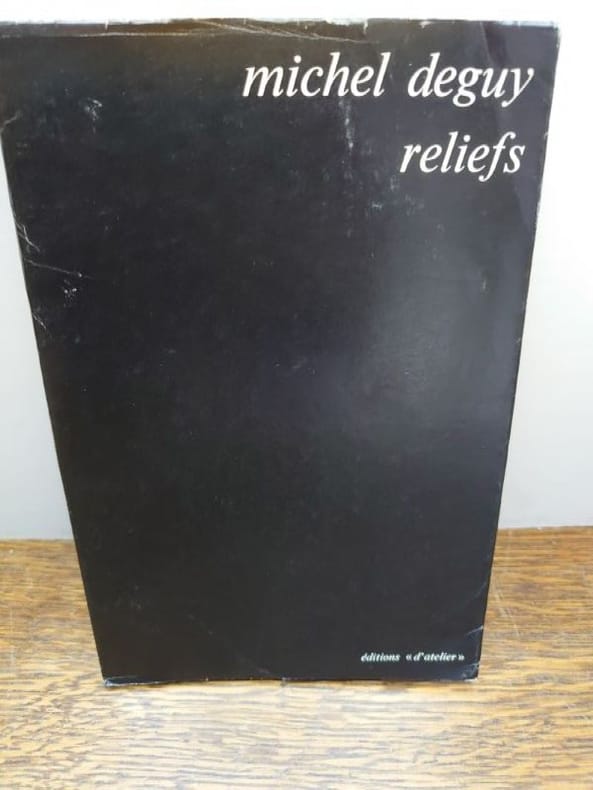 michel deguy
reliefs
éditions « d'atelier »